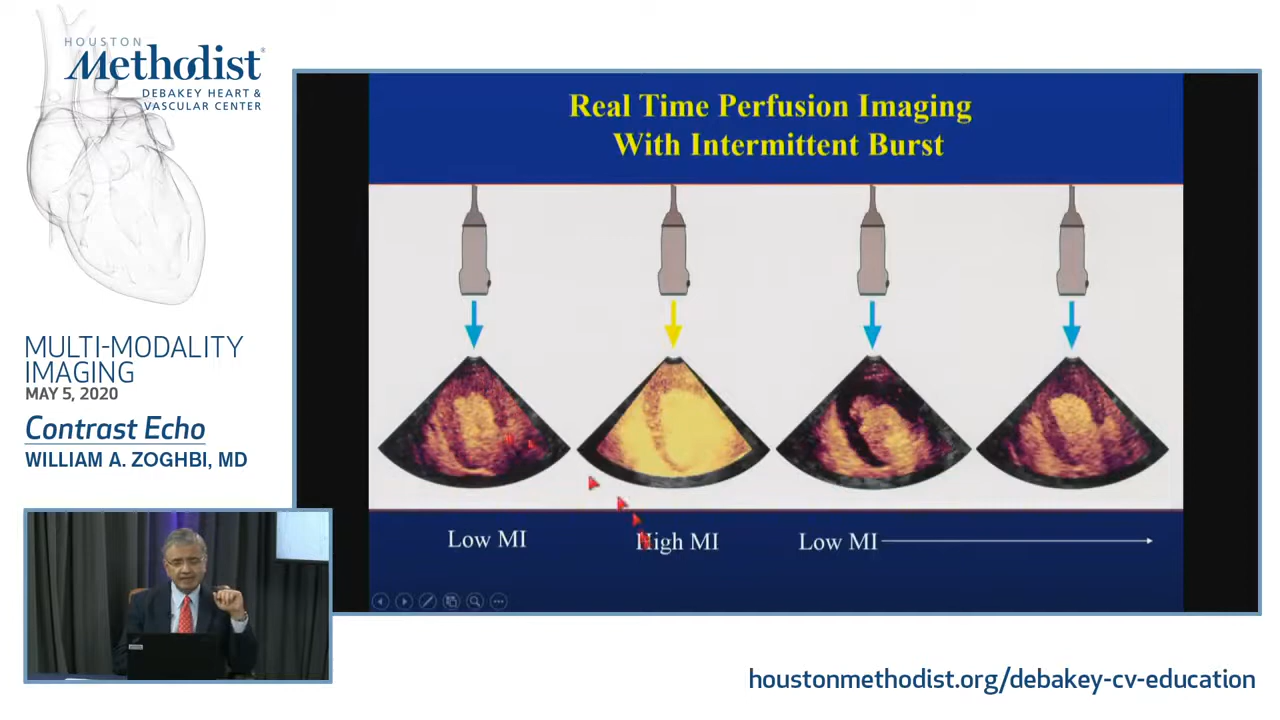 HOUSTON
Methodist®
DEBAKEY HEART &
VASCULAR CENTER
MULTI-MODALITY
IMAGING
MAY 5, 2020
Contrast Echo
WILLIAM A. ZOGHBI, MD
Real Time Perfusion Imaging
With Intermittent Burst
Low MI
High MI
Low MI
houstonmethodist.org/debakey-cv-education